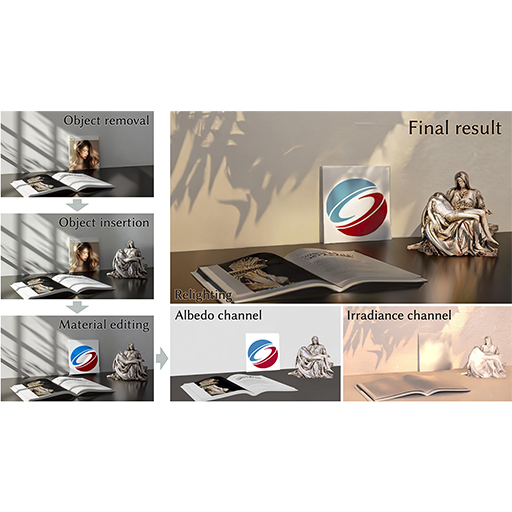 Object removal
Object insertion
Material editing
Final result
Relighting
Albedo channel
Irradiance channel